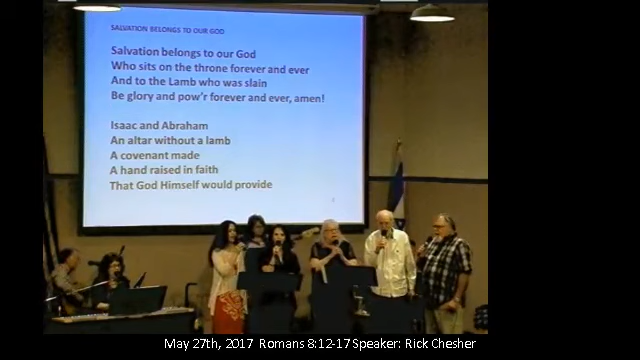 SALVATION BELONGS TO OUR GOD
Salvation belongs to our God
Who sits on the throne forever and ever
And to the Lamb who was slain
Be glory and pow'r forever and ever, amen!
Isaac and Abraham
An altar without a lamb
A covenant made
A hand raised in faith
That God Himself would provide
May 27th, 2017 Romans 8:12-17 Speaker: Rick Chesher